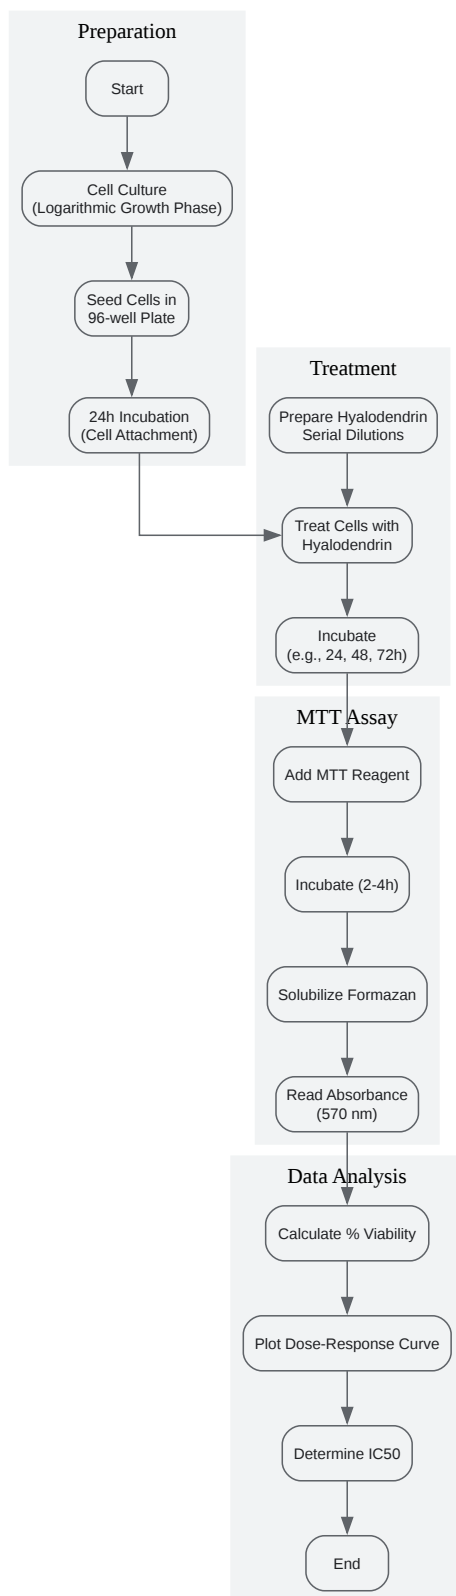 Preparation
Start
Cell Culture
(Logarithmic Growth Phase)
Seed Cells in
96-well Plate
24h Incubation
(Cell Attachment)
Treatment
Prepare Hyalodendrin
Serial Dilutions
Treat Cells with
Hyalodendrin
Incubate
(e.g., 24, 48, 72h)
MTT Assay
Add MTT Reagent
Incubate (2-4h)
Solubilize Formazan
Read Absorbance
(570 nm)
Data Analysis
Calculate % Viability
Plot Dose-Response Curve
Determine IC50
End